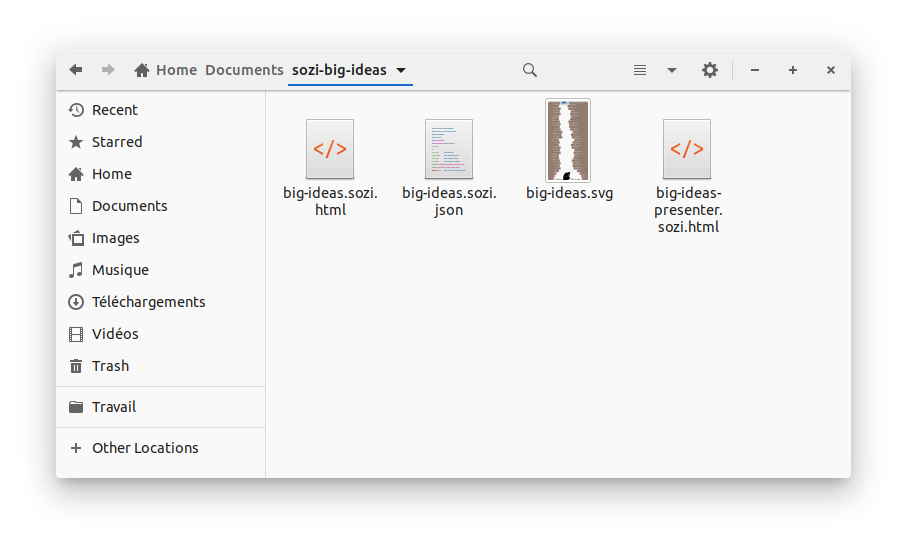 Home Documents sozi-big-ideas
Recent
Starred
Home
Documents
Images
Musique
Téléchargements
Vidéos
Trash
Travail
Other Locations
</>
big-ideas.sozi.
html
big-ideas.sozi.
json
big-ideas.svg
</>
big-ideas-
presenter.
sozi.html